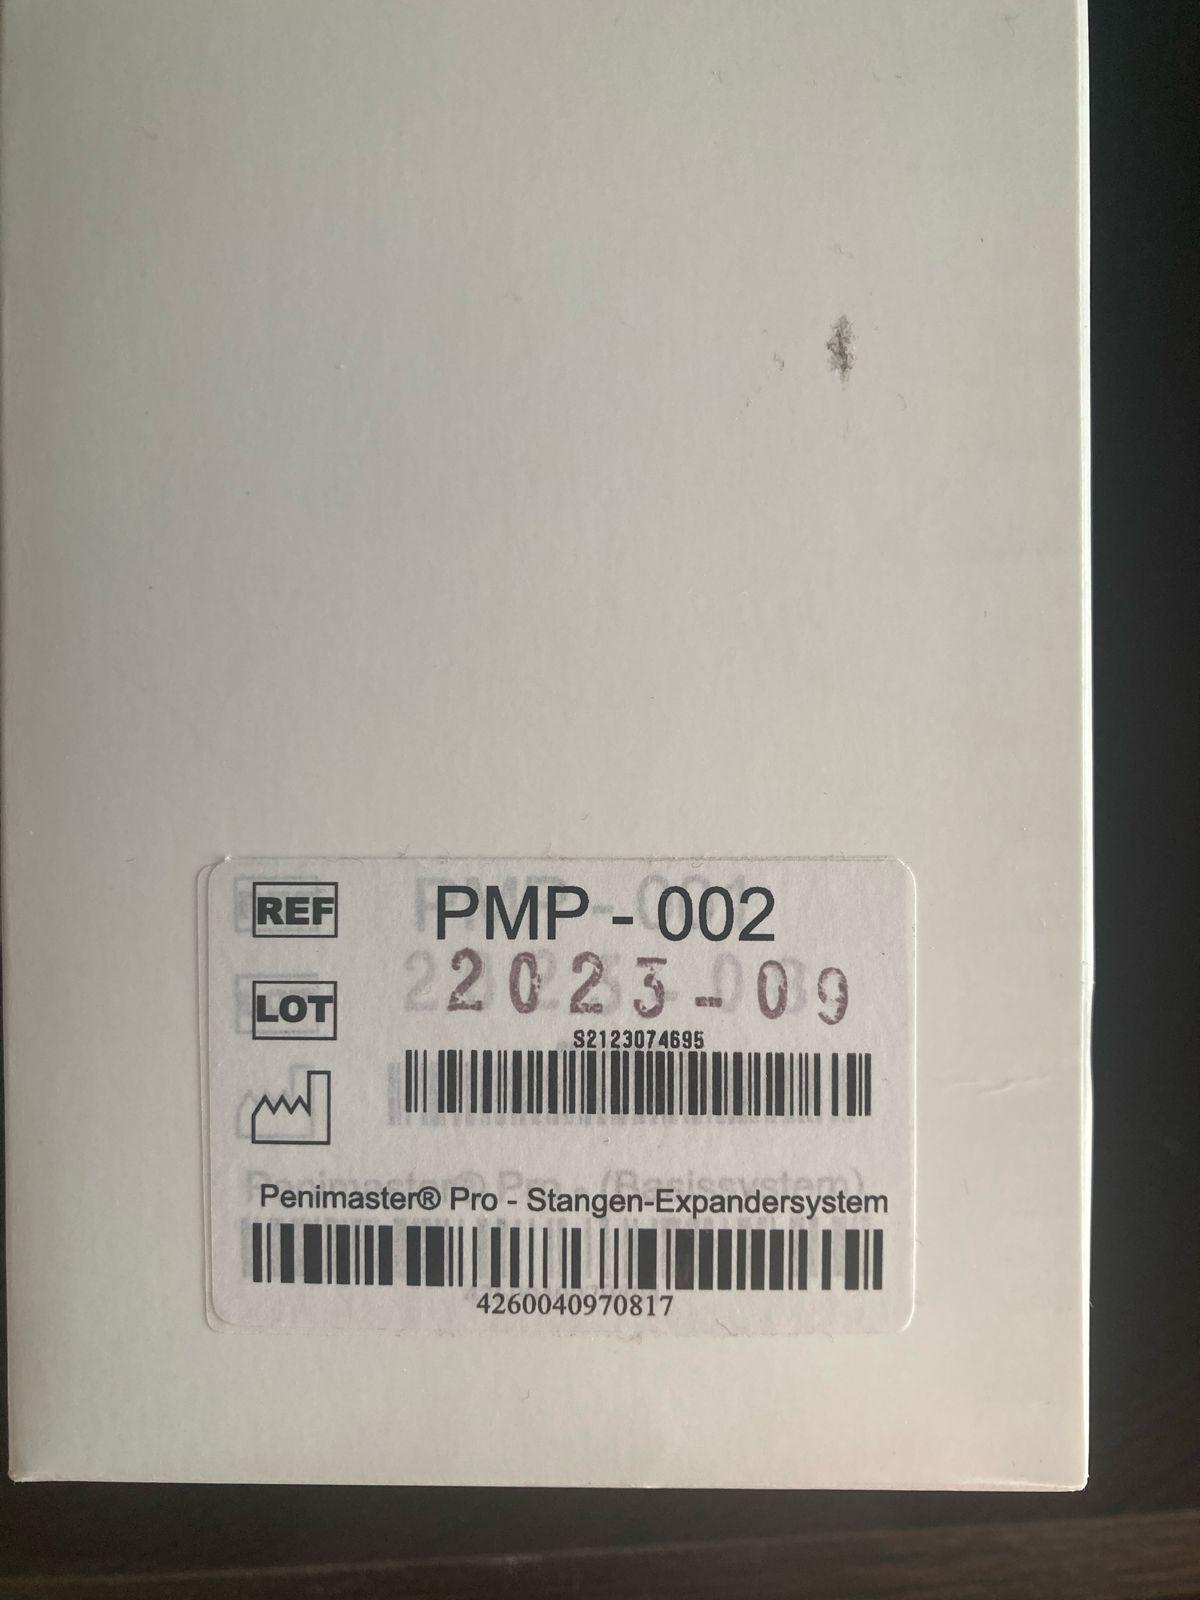 REF PMP - 002
LOT 2023-09
S2123074695
Penimaster® Pro - Stangen-Expandersystem
4260040970817